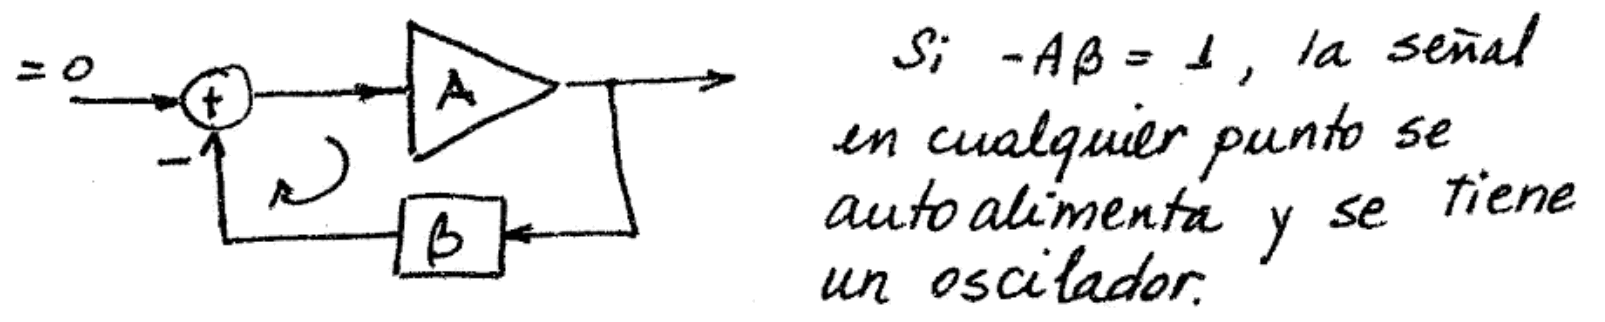 = 0
+
A
-
β
Si -Aβ = 1, la señal
en cualquier punto se
autoalimenta y se tiene
un oscilador.